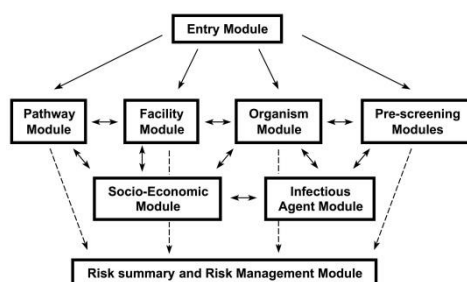 Entry Module
Pathway
Module
Facility
Module
Organism
Module
Pre-screening
Modules
Socio-Economic
Module
Infectious
Agent Module
Risk summary and Risk Management Module